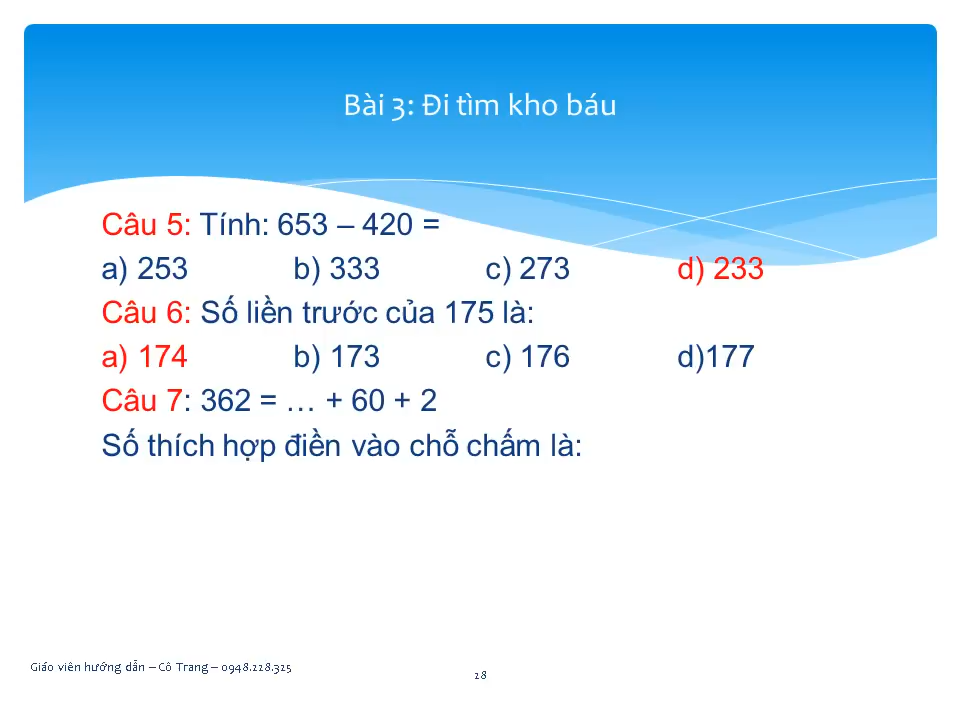 Bài 3: Đi tìm kho báu
Câu 5: Tính: 653 – 420 =
a) 253 b) 333 c) 273 d) 233
Câu 6: Số liền trước của 175 là:
a) 174 b) 173 c) 176 d)177
Câu 7: 362 = … + 60 + 2
Số thích hợp điền vào chỗ chấm là:
Giáo viên hướng dẫn – Cô Trang – 0948.228.325
28